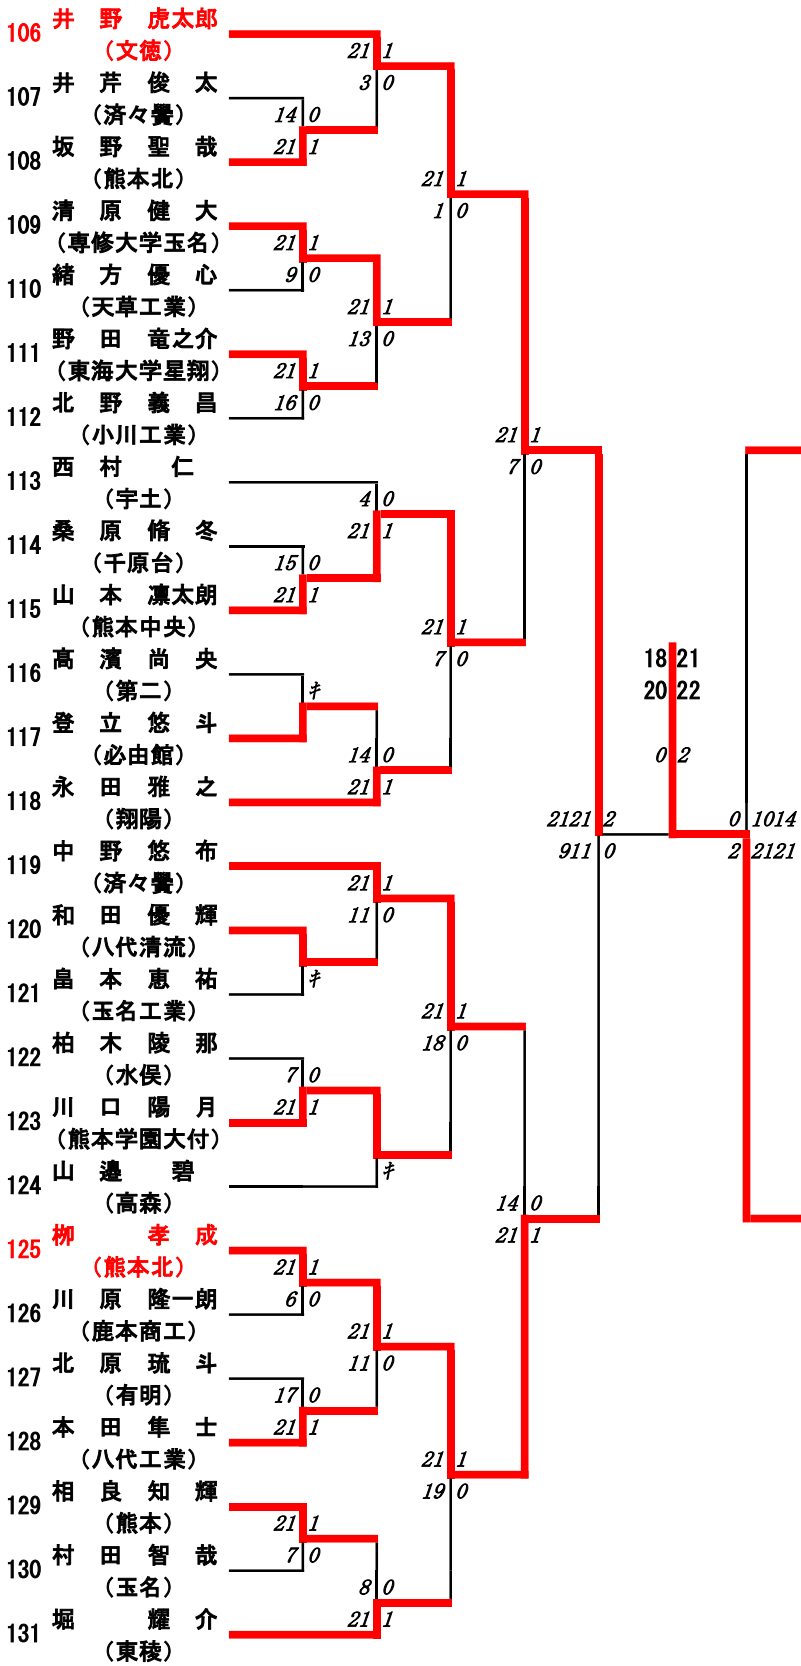 106 井 野 虎太郎
（文徳）
21 1
3 0
107 井 芹 俊 太
（済々黌）
14 0
21 1
108 坂 野 聖 哉
（熊本北）
21 1
1 0
109 清 原 健 大
（専修大学玉名）
21 1
9 0
110 緒 方 優 心
（天草工業）
21 1
13 0
111 野 田 竜之介
（東海大学星翔）
21 1
16 0
112 北 野 義 昌
（小川工業）
21 1
7 0
113 西 村 仁
（宇土）
4 0
21 1
114 桑 原 脩 冬
（千原台）
15 0
21 1
115 山 本 凛太朗
（熊本中央）
21 1
7 0
116 髙 濱 尚 央
（第二）
キ
117 登 立 悠 斗
（必由館）
14 0
21 1
118 永 田 雅 之
（翔陽）
18 21
20 22
0 2
2121 2
911 0
0 1014
2 2121
119 中 野 悠 布
（済々黌）
21 1
11 0
120 和 田 優 輝
（八代清流）
キ
121 畠 本 恵 祐
（玉名工業）
21 1
18 0
122 柏 木 陵 那
（水俣）
7 0
21 1
123 川 口 陽 月
（熊本学園大付）
キ
124 山 邉 碧
（高森）
14 0
21 1
125 栁 孝 成
（熊本北）
21 1
6 0
126 川 原 隆一朗
（鹿本商工）
21 1
11 0
127 北 原 琉 斗
（有明）
17 0
21 1
128 本 田 隼 士
（八代工業）
21 1
19 0
129 相 良 知 輝
（熊本）
21 1
7 0
130 村 田 智 哉
（玉名）
8 0
21 1
131 堀 耀 介
（東稜）